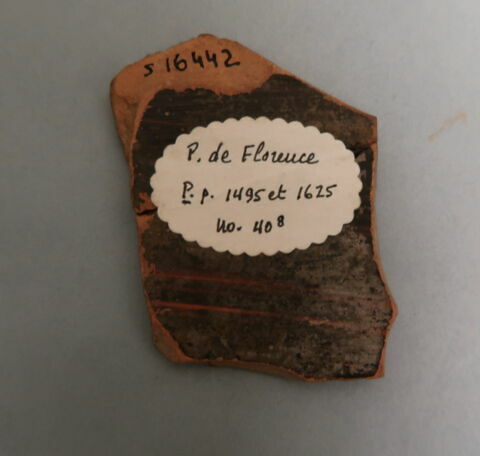 S 16442
P. de Florence
P. p. 1495 et 1625
no. 40⁸